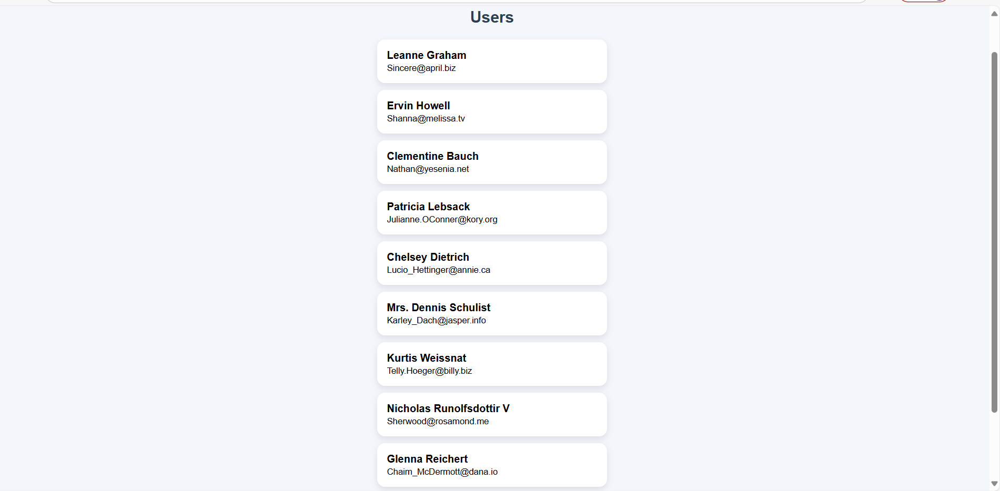 Users
Leanne Graham
Sincere@april.biz
Ervin Howell
Shanna@melissa.tv
Clementine Bauch
Nathan@yesenia.net
Patricia Lebsack
Julianne.OConner@kory.org
Chelsey Dietrich
Lucio_Hettinger@annie.ca
Mrs. Dennis Schulist
Karley_Dach@jasper.info
Kurtis Weissnat
Telly.Hoeger@billy.biz
Nicholas Runolfsdottir V
Sherwood@rosamond.me
Glenna Reichert
Chaim_McDermott@dana.io